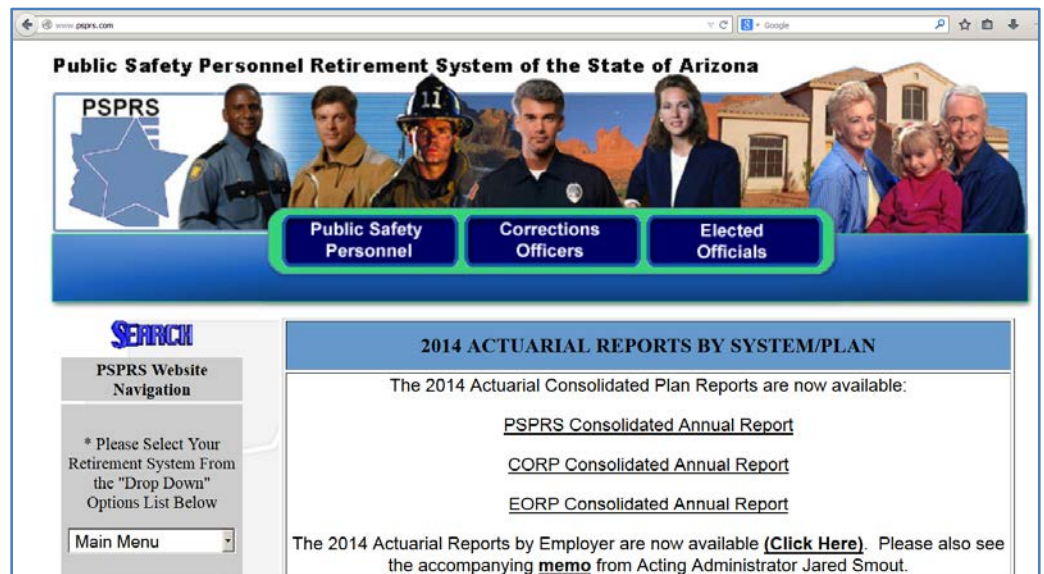 www.psprs.com
Google
Public Safety Personnel Retirement System of the State of Arizona
PSPRS
11
Public Safety
Personnel
Corrections
Officers
Elected
Officials
SEARCH
PSPRS Website
Navigation
* Please Select Your
Retirement System From
the "Drop Down"
Options List Below
Main Menu
2014 ACTUARIAL REPORTS BY SYSTEM/PLAN
The 2014 Actuarial Consolidated Plan Reports are now available:
PSPRS Consolidated Annual Report
CORP Consolidated Annual Report
EORP Consolidated Annual Report
The 2014 Actuarial Reports by Employer are now available (Click Here). Please also see
the accompanying memo from Acting Administrator Jared Smout.